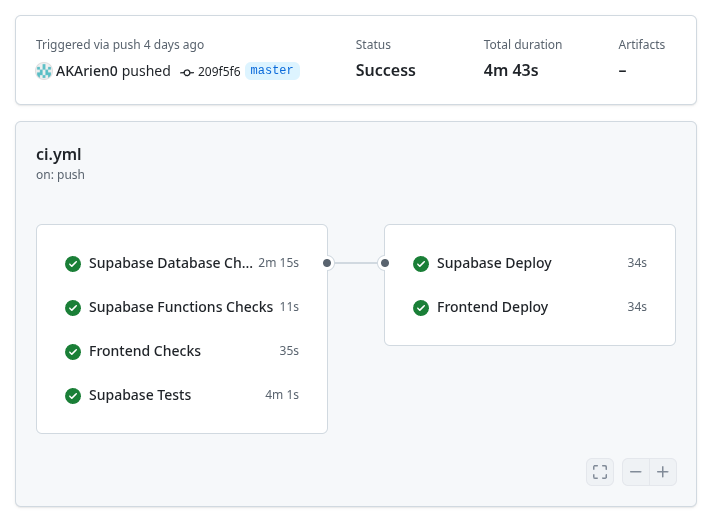 Triggered via push 4 days ago
AKArien0 pushed 209f5f6 master
Status
Success
Total duration
4m 43s
Artifacts
–
ci.yml
on: push
Supabase Database Ch... 2m 15s
Supabase Functions Checks 11s
Frontend Checks 35s
Supabase Tests 4m 1s
Supabase Deploy 34s
Frontend Deploy 34s